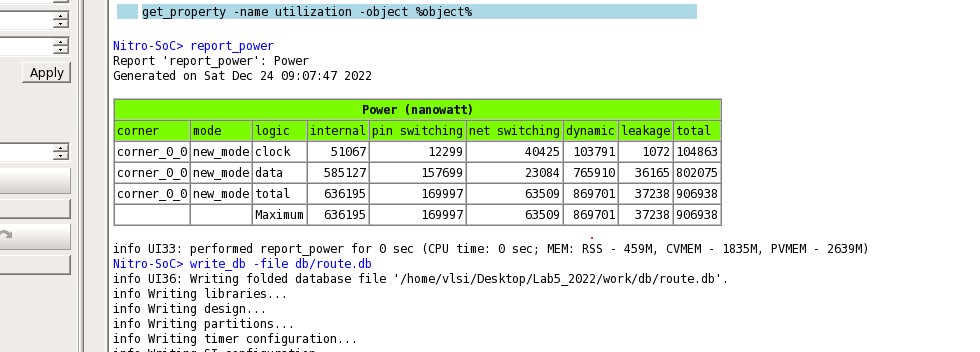 get_property -name utilization -object %object%
Nitro-SoC> report_power
Report 'report_power': Power
Generated on Sat Dec 24 09:07:47 2022
Apply
Power (nanowatt)
corner mode logic internal pin switching net switching dynamic leakage total
corner_0_0 new_mode clock 51067 12299 40425 103791 1072 104863
corner_0_0 new_mode data 585127 157699 23084 765910 36165 802075
corner_0_0 new_mode total 636195 169997 63509 869701 37238 906938
Maximum 636195 169997 63509 869701 37238 906938
info UI33: performed report_power for 0 sec (CPU time: 0 sec; MEM: RSS - 459M, CVMEM - 1835M, PVMEM - 2639M)
Nitro-SoC> write_db -file db/route.db
info UI36: Writing folded database file '/home/vlsi/Desktop/Lab5_2022/work/db/route.db'.
info Writing libraries...
info Writing design...
info Writing partitions...
info Writing timer configuration...
info Writing SI configuration